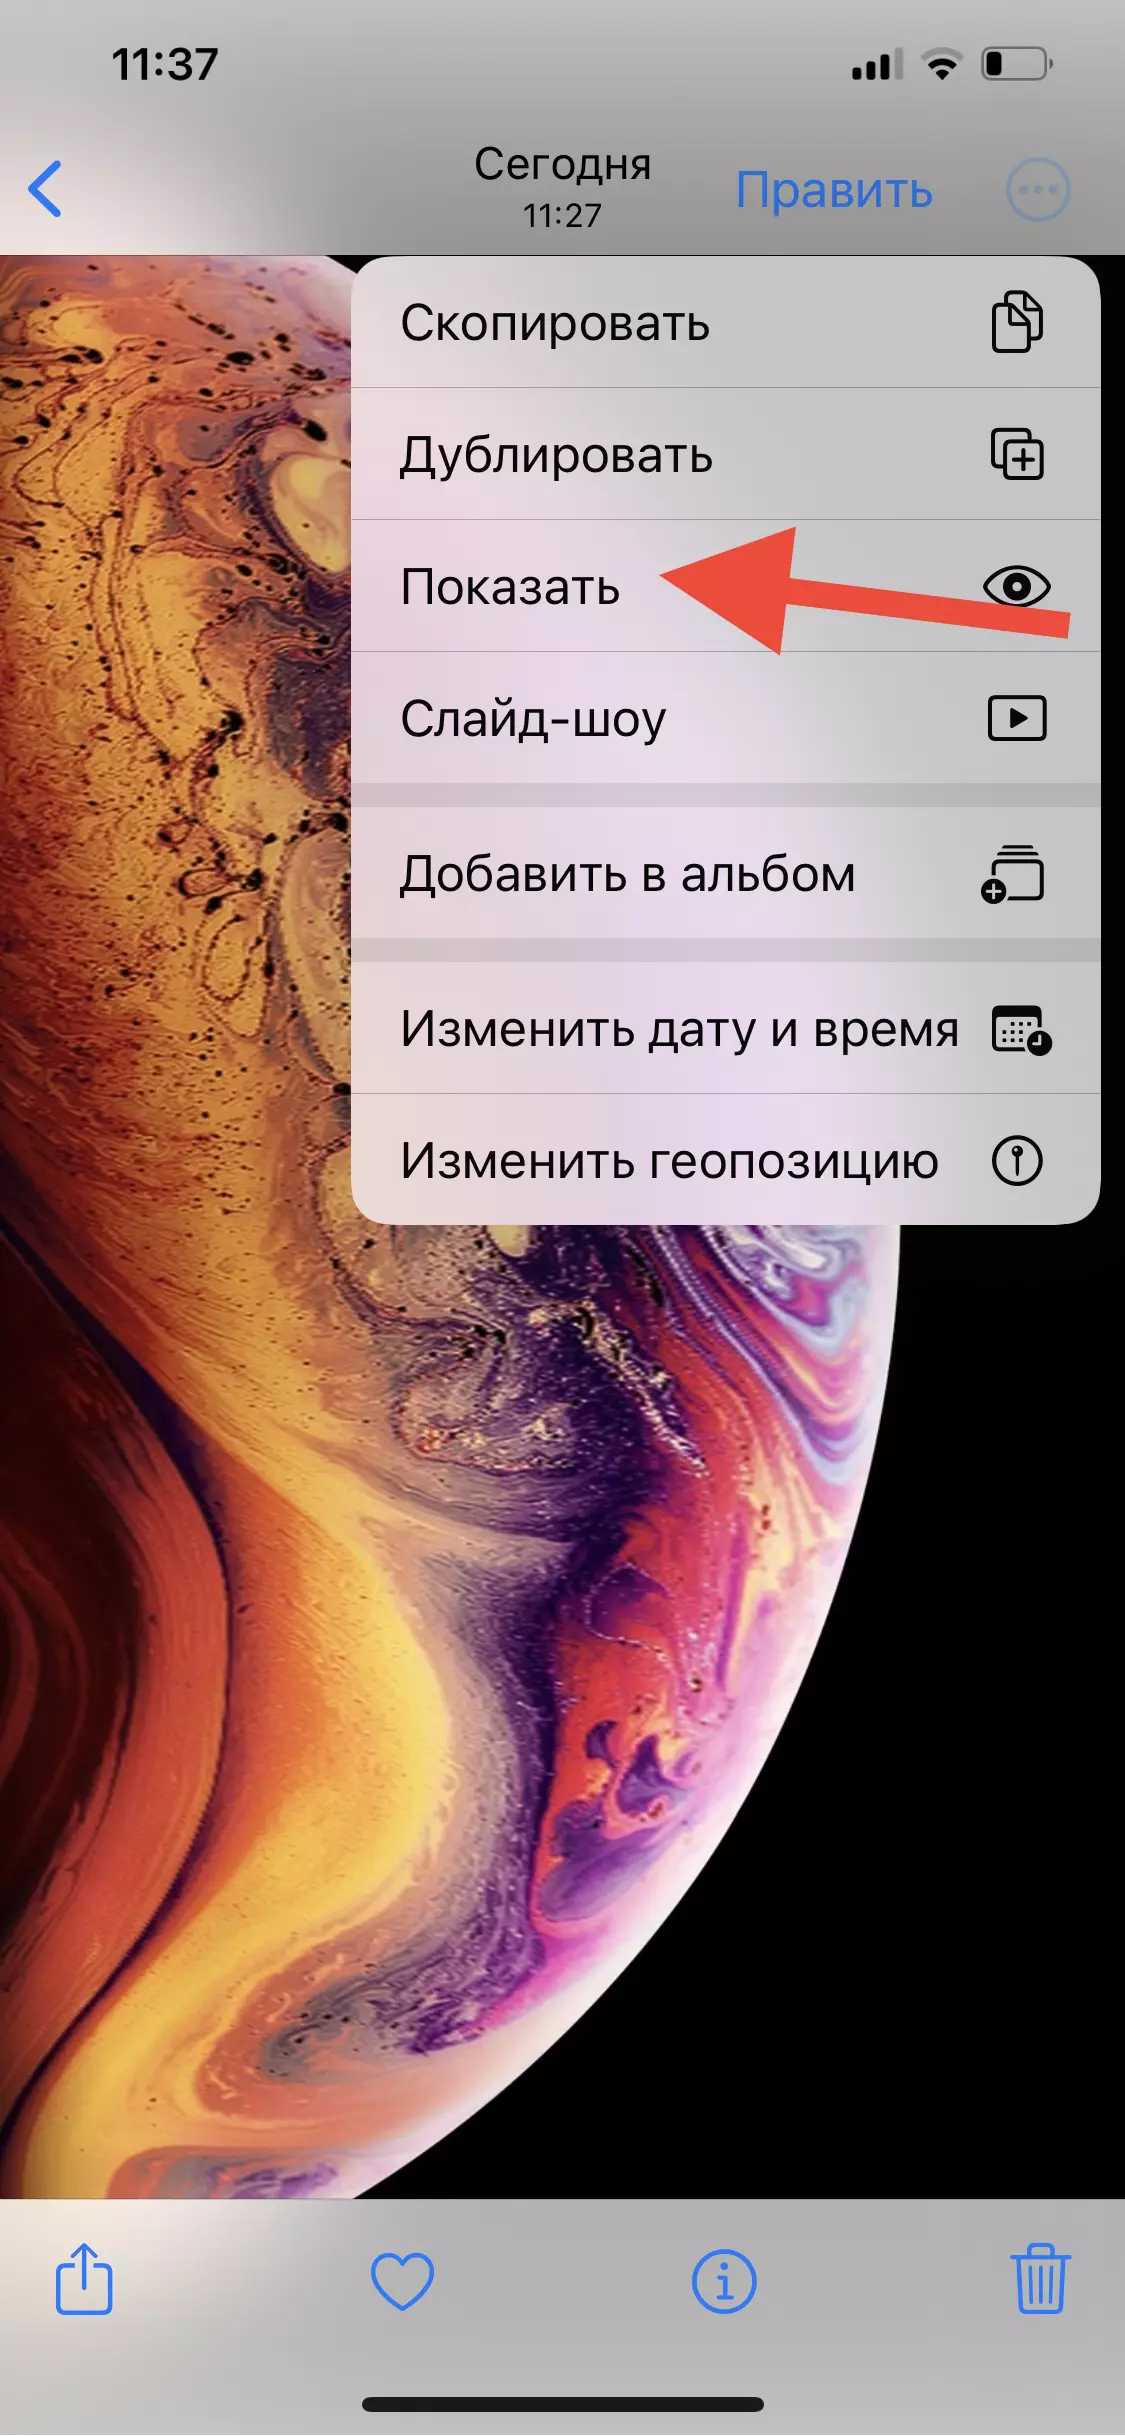 11:37
Сегодня
11:27
Править
Скопировать
Дублировать
Показать
Слайд-шоу
Добавить в альбом
Изменить дату и время
Изменить геопозицию